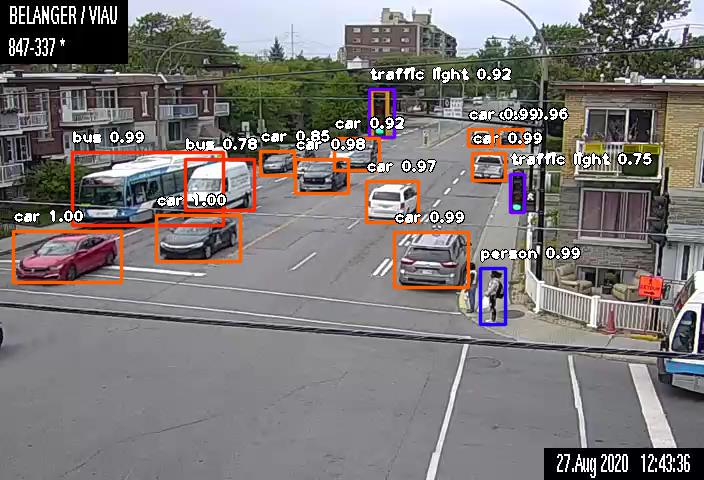 BELANGER / VIAU
847-337 *
traffic light 0.92
car 0.92
car 0.99
0.96
bus 0.99
bus 0.78
car 0.85
car 0.98
car 0.99
traffic light 0.75
car 0.97
car 1.00
car 1.00
car 0.99
person 0.99
DETOUR
27.Aug 2020 12:43:36